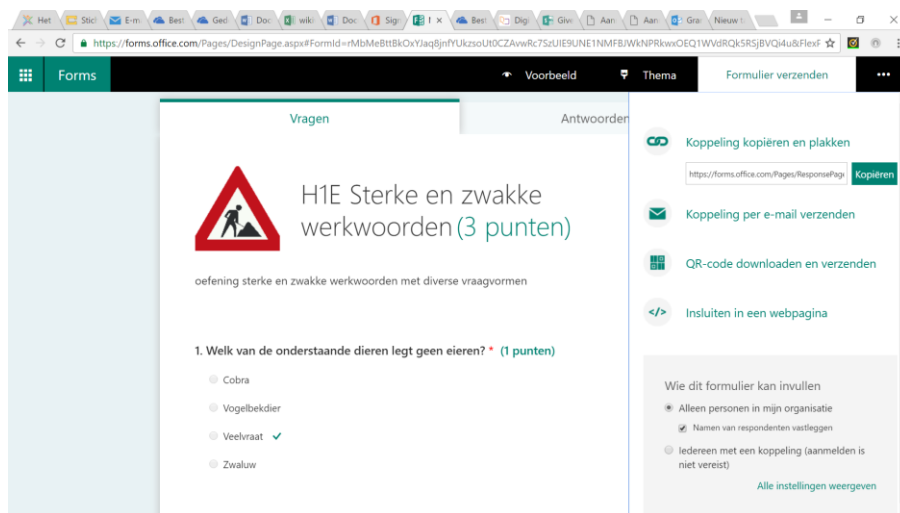 Het Stic E-m Best Ged Doc wiki Doc Sign Best Digi Give Aan Aan Gra Nieuw t
https://forms.office.com/Pages/DesignPage.aspx#FormId=
Forms Voorbeeld Thema Formulier verzenden
Vragen Antwoorden
H1E Sterke en zwakke
werkwoorden (3 punten)
oefening sterke en zwakke werkwoorden met diverse vraagvormen
1. Welk van de onderstaande dieren legt geen eieren? * (1 punten)
Cobra
Vogelbekdier
Veelvraat
Zwaluw
Koppeling kopiëren en plakken
https://forms.office.com/Pages/ResponsePage Kopiëren
Koppeling per e-mail verzenden
QR-code downloaden en verzenden
Insluiten in een webpagina
Wie dit formulier kan invullen
Alleen personen in mijn organisatie
Namen van respondenten vastleggen
Iedereen met een koppeling (aanmelden is
niet vereist)
Alle instellingen weergeven